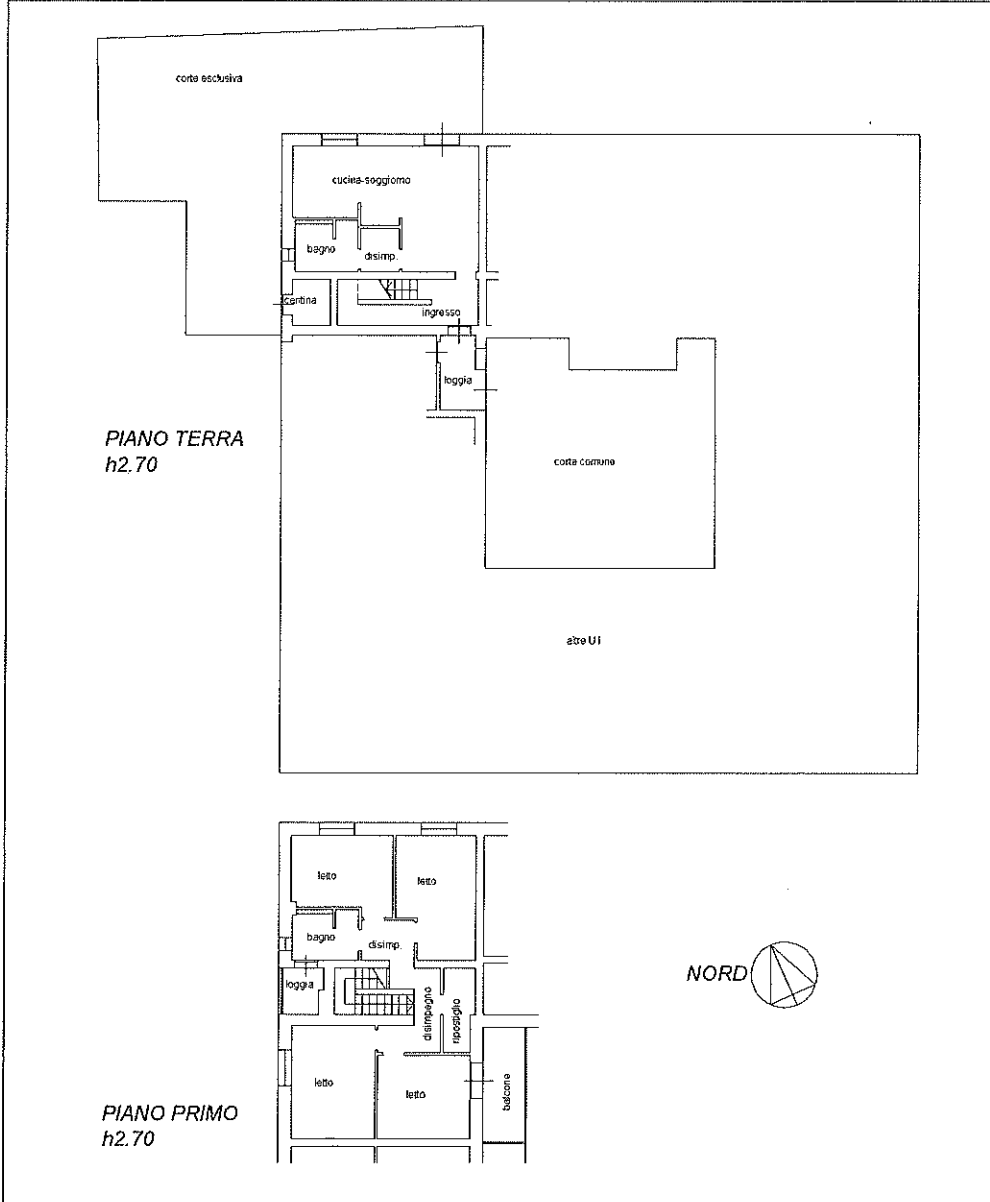 corte esclusiva
cucina-soggiorno
bagno
disimp.
cantina
ingresso
loggia
PIANO TERRA
h2.70
corte comune
altre UI
letto
letto
bagno
disimp.
loggia
disimpegno
ripostiglio
NORD
letto
letto
balcone
PIANO PRIMO
h2.70